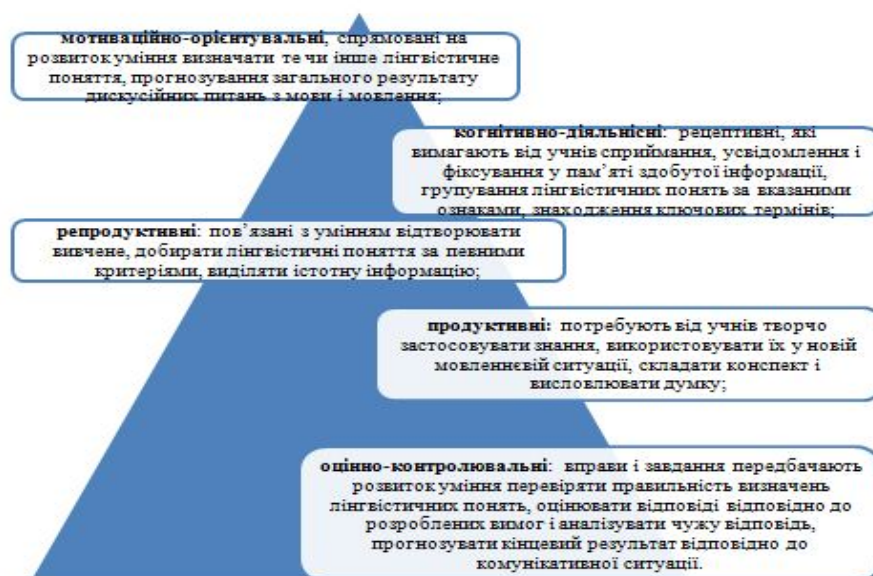 мотиваційно-орієнтувальні, спрямовані на
розвиток уміння визначати те чи інше лінгвістичне
поняття, прогнозування загального результату
дискусійних питань з мови і мовлення;
когнітивно-діяльнісні: рецептивні, які
вимагають від учнів сприймання, усвідомлення і
фіксування у пам’яті здобутої інформації,
групування лінгвістичних понять за вказаними
ознаками, знаходження ключових термінів;
репродуктивні: пов’язані з умінням відтворювати
вивчене, добирати лінгвістичні поняття за певними
критеріями, виділяти істотну інформацію;
продуктивні: потребують від учнів творчо
застосовувати знання, використовувати їх у новій
мовленнєвій ситуації, складати конспект і
висловлювати думку;
оцінно-контролювальні: вправи і завдання передбачають
розвиток уміння перевіряти правильність визначень
лінгвістичних понять, оцінювати відповіді відповідно до
розроблених вимог і аналізувати чужу відповідь,
прогнозувати кінцевий результат відповідно до
комунікативної ситуації.